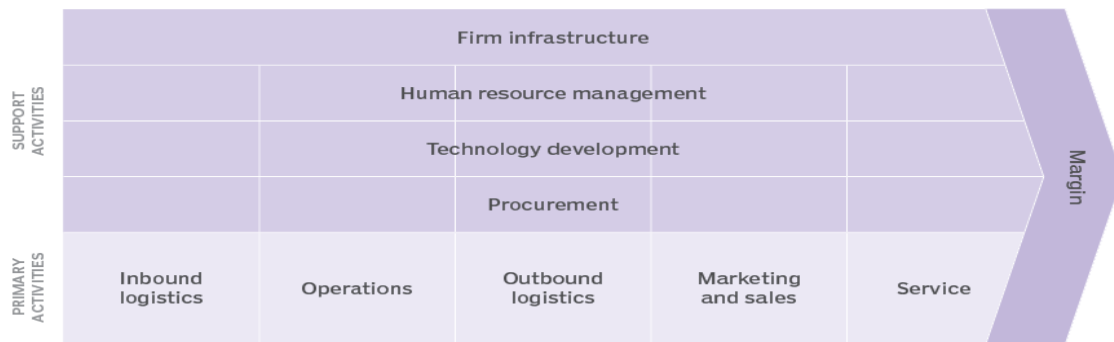 SUPPORT
ACTIVITIES
Firm infrastructure
Human resource management
Technology development
Procurement
Margin
PRIMARY
ACTIVITIES
Inbound
logistics
Operations
Outbound
logistics
Marketing
and sales
Service